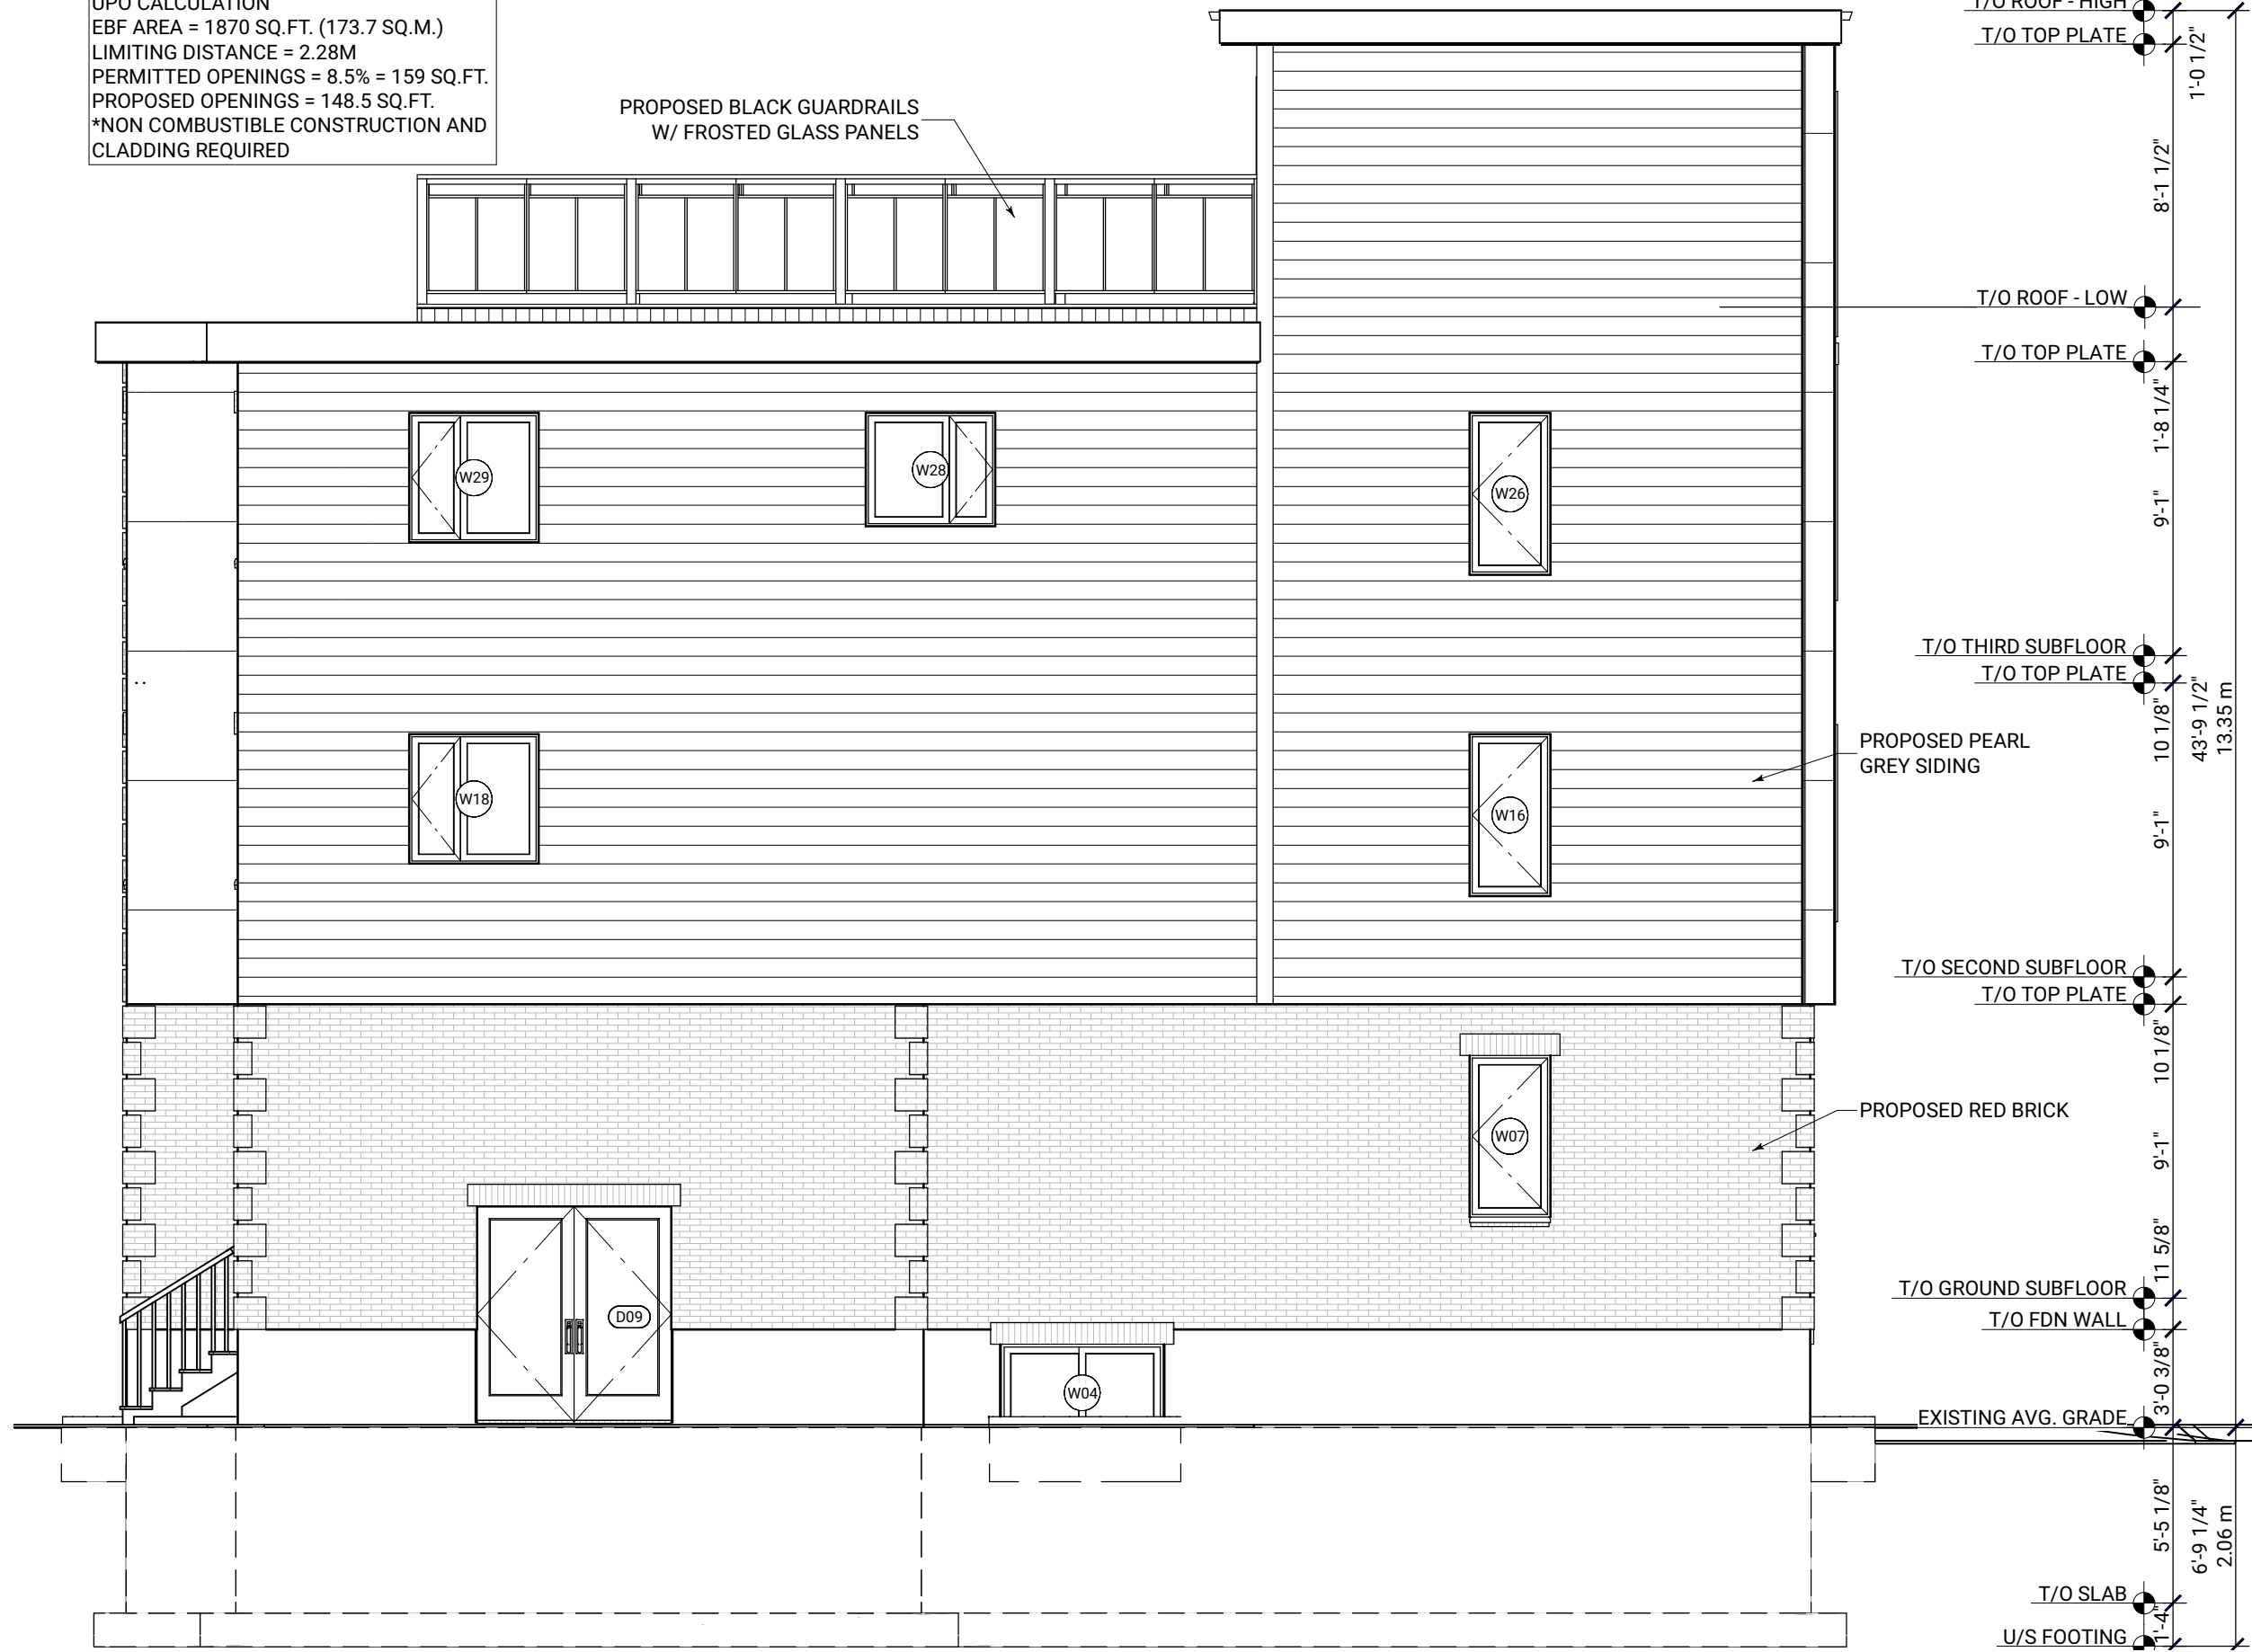 UPO CALCULATION
EBF AREA = 1870 SQ.FT. (173.7 SQ.M.)
LIMITING DISTANCE = 2.28M
PERMITTED OPENINGS = 8.5% = 159 SQ.FT.
PROPOSED OPENINGS = 148.5 SQ.FT.
*NON COMBUSTIBLE CONSTRUCTION AND
CLADDING REQUIRED
PROPOSED BLACK GUARDRAILS
W/ FROSTED GLASS PANELS
T/O ROOF - HIGH
T/O TOP PLATE
1'-0 1/2"
8'-1 1/2"
T/O ROOF - LOW
T/O TOP PLATE
1'-8 1/4"
9'-1"
W29
W28
W26
T/O THIRD SUBFLOOR
T/O TOP PLATE
10 1/8"
43'-9 1/2"
13.35 m
PROPOSED PEARL
GREY SIDING
W18
W16
9'-1"
T/O SECOND SUBFLOOR
T/O TOP PLATE
10 1/8"
PROPOSED RED BRICK
W07
9'-1"
11 5/8"
T/O GROUND SUBFLOOR
T/O FDN WALL
D09
W04
3'-0 3/8"
EXISTING AVG. GRADE
5'-5 1/8"
6'-9 1/4"
2.06 m
T/O SLAB
1'-4"
U/S FOOTING